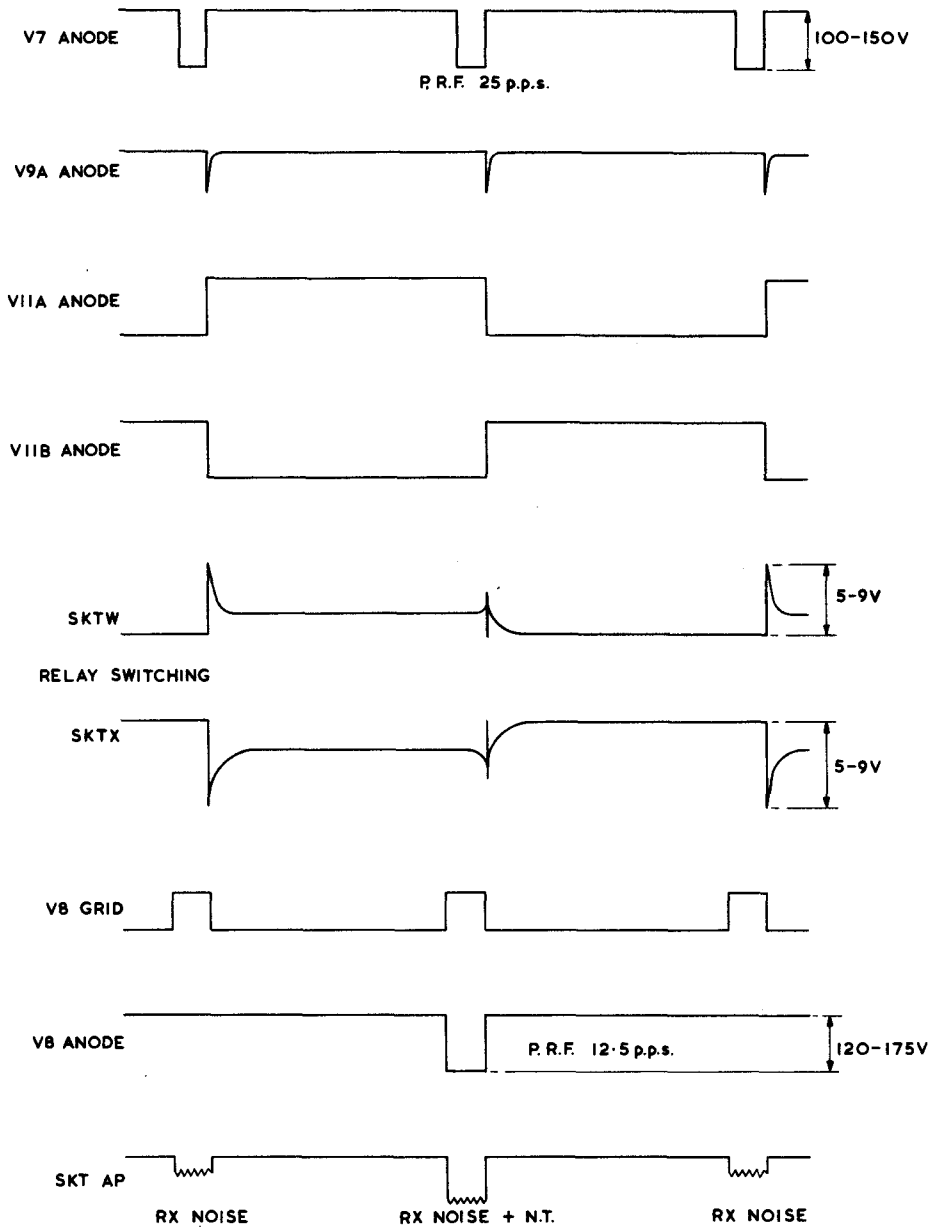 V7 ANODE
100-150V
P.R.F. 25 p.p.s.
V9A ANODE
V11A ANODE
V11B ANODE
SKTW
5-9V
RELAY SWITCHING
SKTX
5-9V
V8 GRID
V8 ANODE
P.R.F. 12·5 p.p.s.
120-175V
SKT AP
RX NOISE
RX NOISE + N.T.
RX NOISE